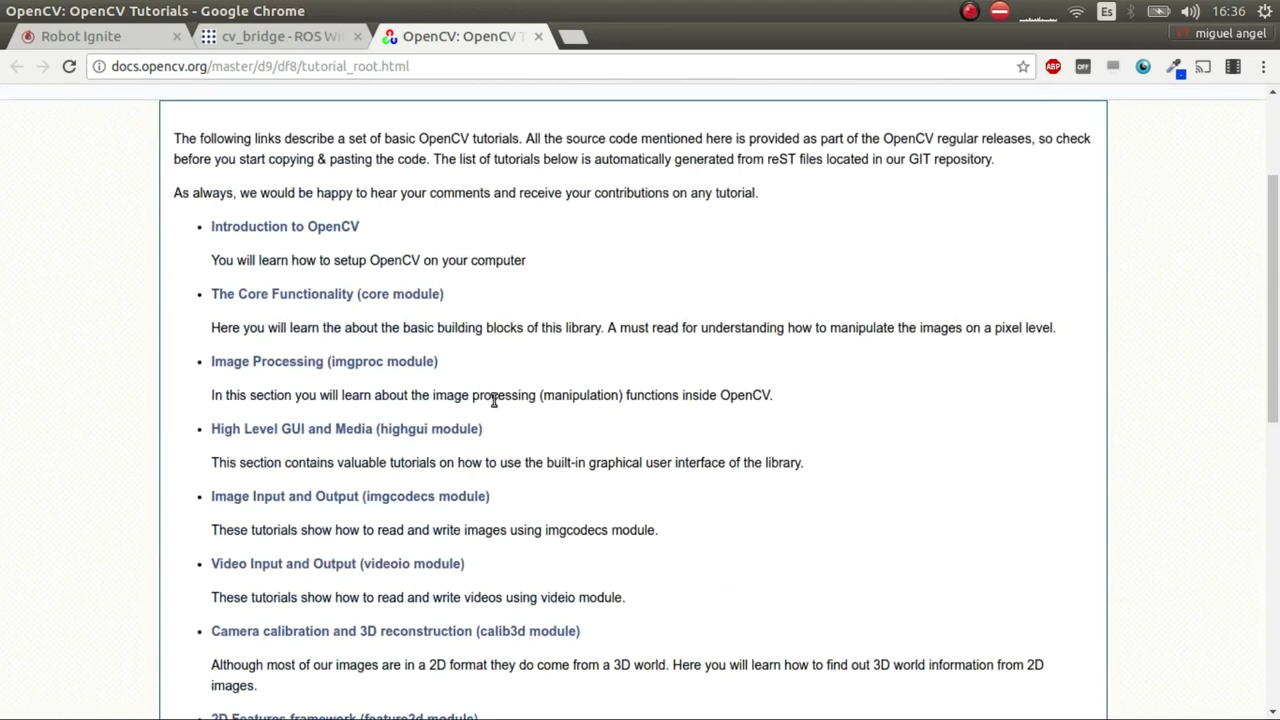 OpenCV: OpenCV Tutorials - Google Chrome
Es
16:36
Robot Ignite
cv_bridge - ROS Wi
OpenCV: OpenCV T
miguel angel
docs.opencv.org/master/d9/df8/tutorial_root.html
ABP
OFF
The following links describe a set of basic OpenCV tutorials. All the source code mentioned here is provided as part of the OpenCV regular releases, so check
before you start copying & pasting the code. The list of tutorials below is automatically generated from reST files located in our GIT repository.
As always, we would be happy to hear your comments and receive your contributions on any tutorial.
• Introduction to OpenCV
You will learn how to setup OpenCV on your computer
• The Core Functionality (core module)
Here you will learn the about the basic building blocks of this library. A must read for understanding how to manipulate the images on a pixel level.
• Image Processing (imgproc module)
In this section you will learn about the image processing (manipulation) functions inside OpenCV.
• High Level GUI and Media (highgui module)
This section contains valuable tutorials on how to use the built-in graphical user interface of the library.
• Image Input and Output (imgcodecs module)
These tutorials show how to read and write images using imgcodecs module.
• Video Input and Output (videoio module)
These tutorials show how to read and write videos using videio module.
• Camera calibration and 3D reconstruction (calib3d module)
Although most of our images are in a 2D format they do come from a 3D world. Here you will learn how to find out 3D world information from 2D
images.
• 2D Features framework (feature2d module)